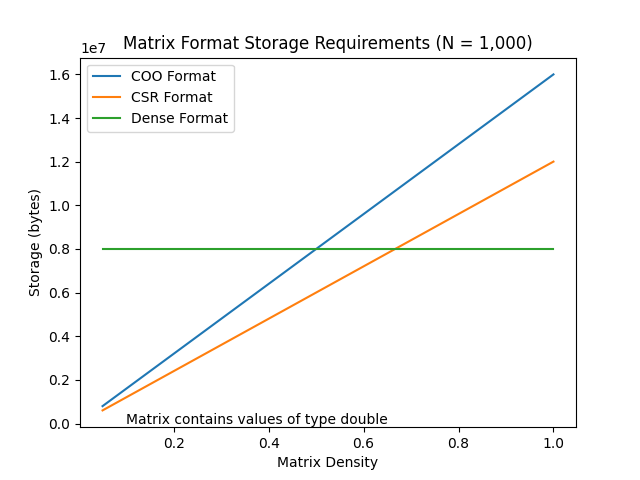 Matrix Format Storage Requirements (N = 1,000)
1e7
COO Format
CSR Format
Dense Format
1.6
1.4
1.2
1.0
0.8
0.6
0.4
0.2
0.0
Storage (bytes)
Matrix contains values of type double
0.2 0.4 0.6 0.8 1.0
Matrix Density